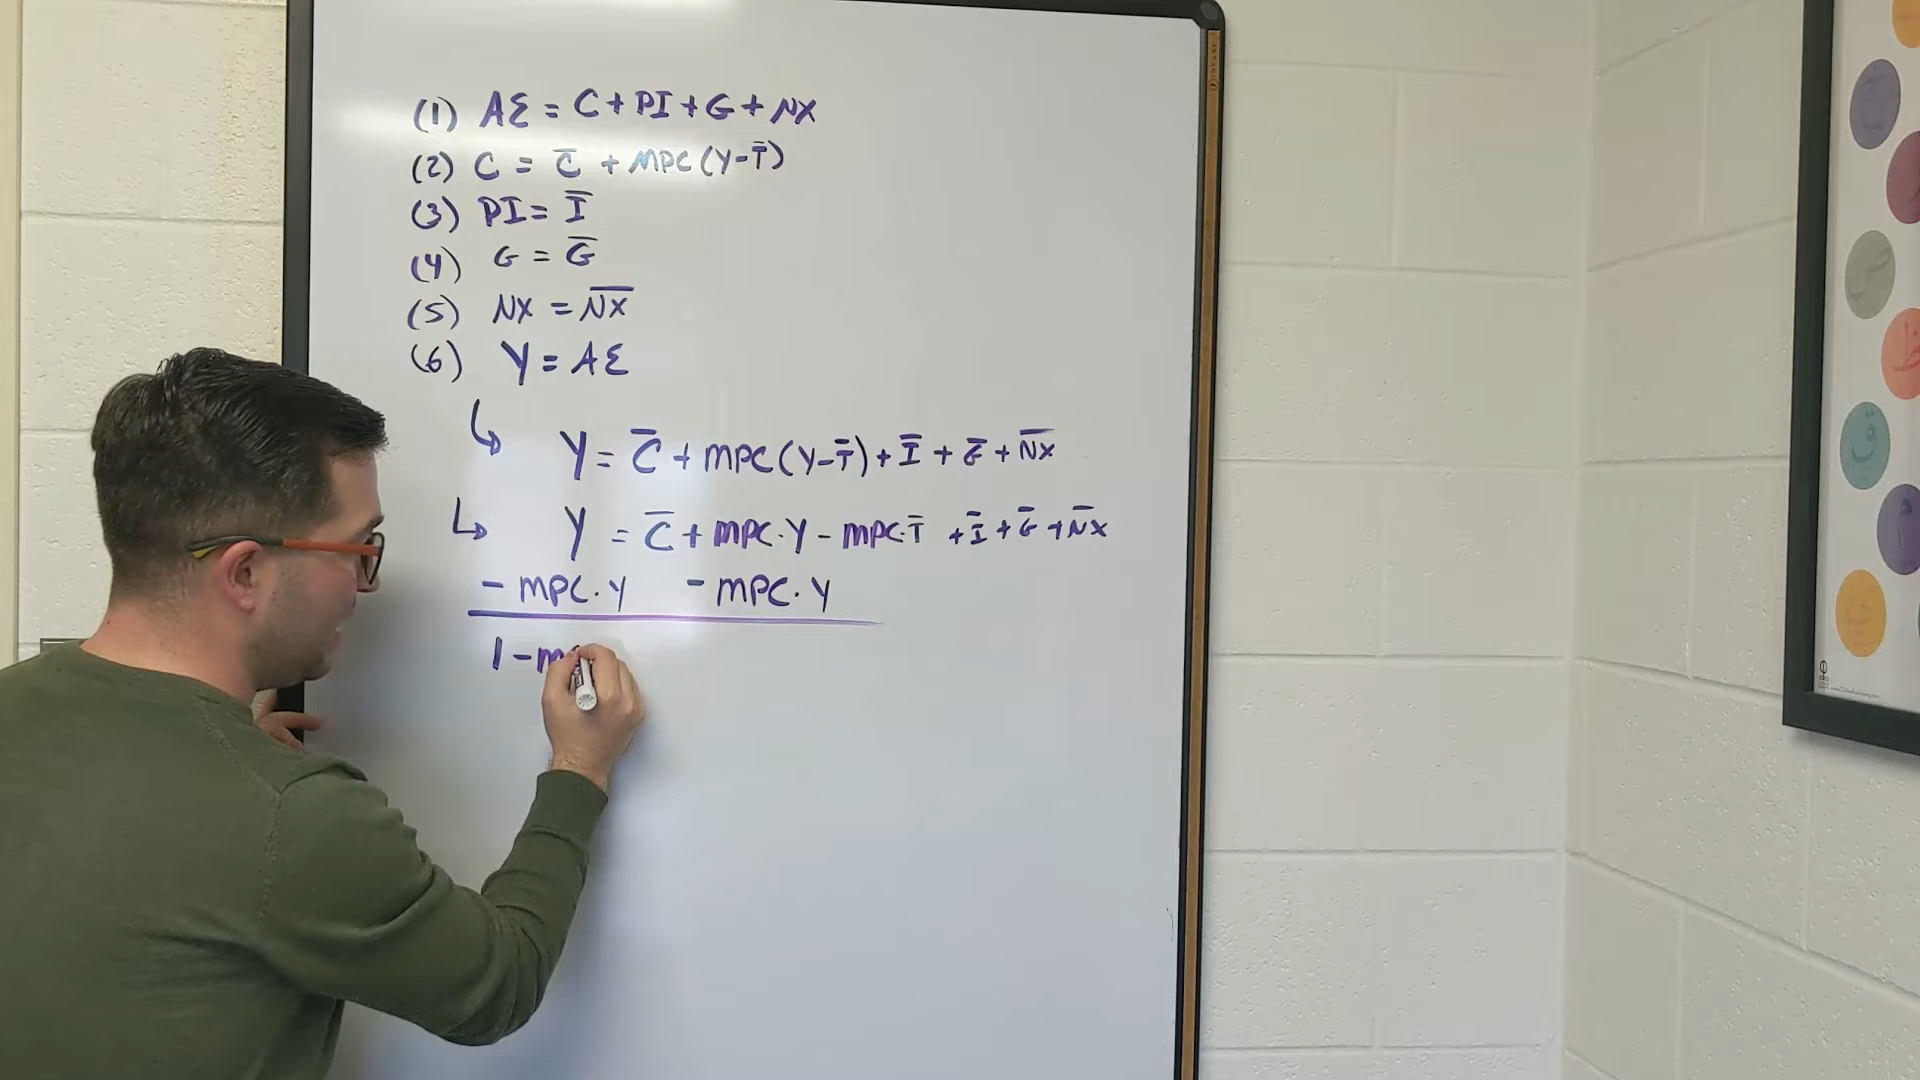 (1) AE = C + PI + G + NX
(2) C = C̅ + MPC (Y - T̅)
(3) PI = I̅
(4) G = G̅
(5) NX = N̅X̅
(6) Y = AE
↳ Y = C̅ + MPC (Y - T̅) + I̅ + G̅ + N̅X̅
↳ Y = C̅ + MPC · Y - MPC · T̅ + I̅ + G̅ + N̅X
- MPC · Y - MPC · Y
1 - m